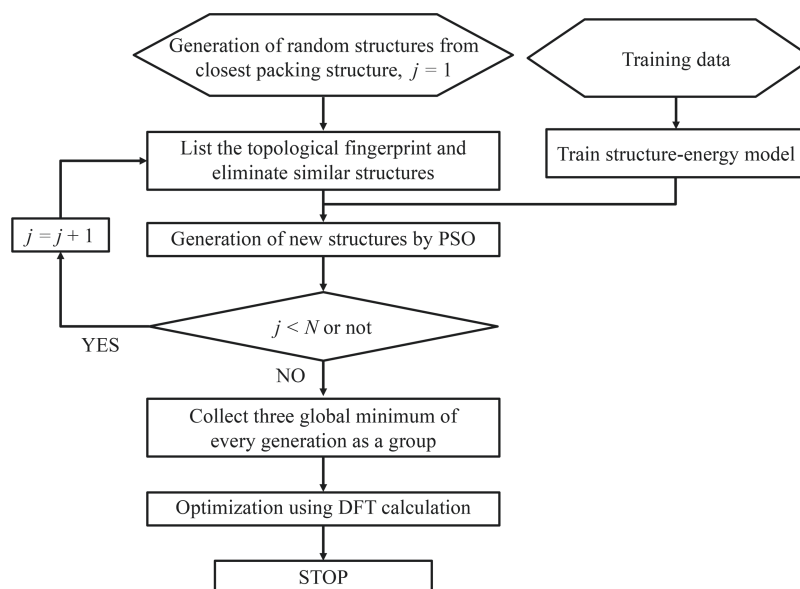 Generation of random structures from
closest packing structure, j = 1
Training data
List the topological fingerprint and
eliminate similar structures
Train structure-energy model
j = j + 1
Generation of new structures by PSO
j < N or not
YES
NO
Collect three global minimum of
every generation as a group
Optimization using DFT calculation
STOP